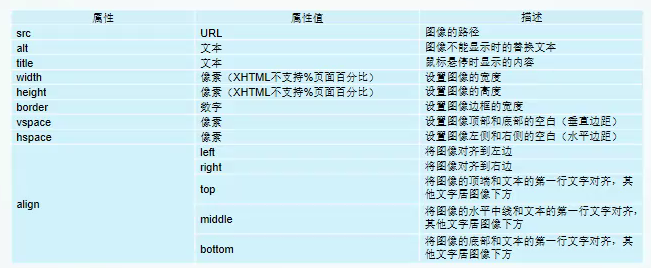 属性 属性值 描述
src URL 图像的路径
alt 文本 图像不能显示时的替换文本
title 文本 鼠标悬停时显示的内容
width 像素（XHTML不支持%页面百分比） 设置图像的宽度
height 像素（XHTML不支持%页面百分比） 设置图像的高度
border 数字 设置图像边框的宽度
vspace 像素 设置图像顶部和底部的空白（垂直边距）
hspace 像素 设置图像左侧和右侧的空白（水平边距）
align
left 将图像对齐到左边
right 将图像对齐到右边
top 将图像的顶端和文本的第一行文字对齐，其
他文字居图像下方
middle 将图像的水平中线和文本的第一行文字对齐，
其他文字居图像下方
bottom 将图像的底部和文本的第一行文字对齐，其
他文字居图像下方